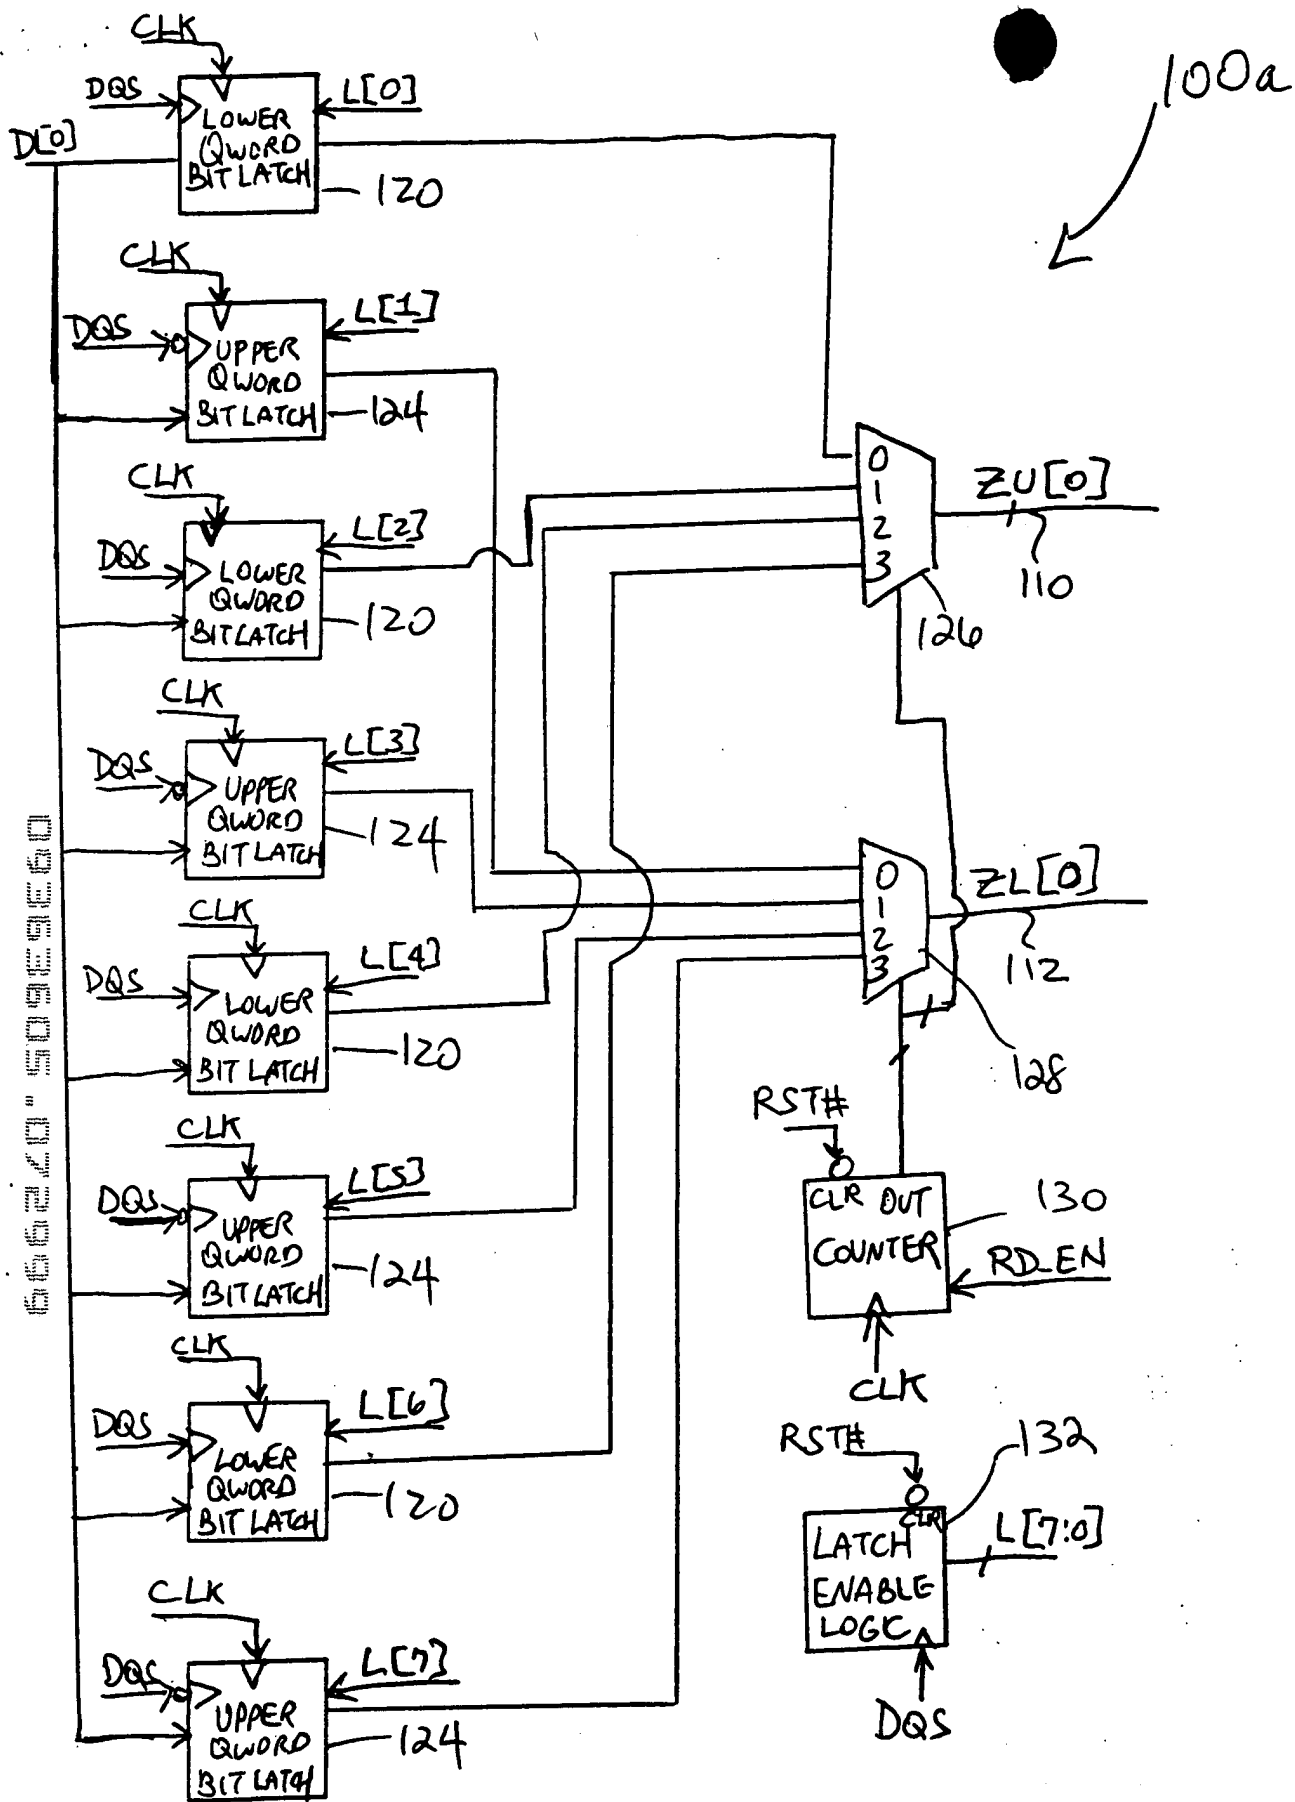 CLK
100a
DQS
L[0]
D[0]
LOWER
QWORD
BIT LATCH
120
CLK
L[1]
DQS
UPPER
QWORD
BIT LATCH
124
CLK
L[2]
DQS
LOWER
QWORD
BIT LATCH
120
0
1
2
3
ZU[0]
110
126
CLK
L[3]
DQS
UPPER
QWORD
BIT LATCH
124
0
1
2
3
ZL[0]
112
128
CLK
L[4]
DQS
LOWER
QWORD
BIT LATCH
120
CLK
L[5]
DQS
UPPER
QWORD
BIT LATCH
124
RST#
CLR OUT
COUNTER
130
RD_EN
CLK
CLK
L[6]
DQS
LOWER
QWORD
BIT LATCH
120
RST#
132
CLR
LATCH
ENABLE
LOGIC
L[7:0]
DQS
CLK
L[7]
DQS
UPPER
QWORD
BIT LATCH
124